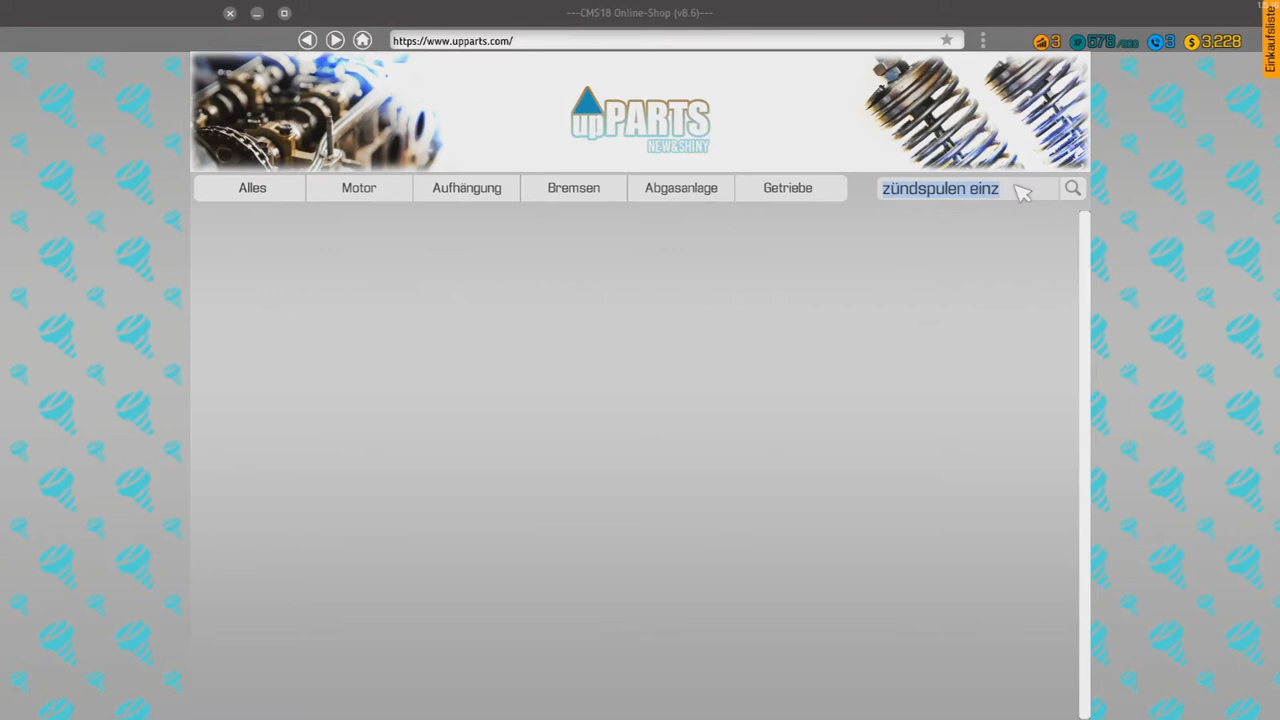 ---CMS18 Online-Shop (v8.6)---
https://www.upparts.com/
3
578
3
3,228
Einkaufsliste
upPARTS
NEW&SHINY
Alles
Motor
Aufhängung
Bremsen
Abgasanlage
Getriebe
zündspulen einz